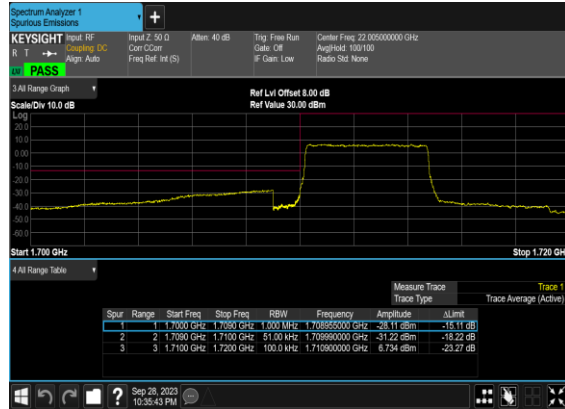 Spectrum Analyzer 1
Spurious Emissions
KEYSIGHT Input: RF Input Z: 50 Ω Atten: 40 dB Trig: Free Run Center Freq: 22.005000000 GHz
R T Coupling: DC Corr CCorr Gate: Off Avg|Hold: 100/100
Align: Auto Freq Ref: Int (S) IF Gain: Low Radio Std: None
PASS
3 All Range Graph
Ref Lvl Offset 8.00 dB
Scale/Div 10.0 dB Ref Value 30.00 dBm
Log
20.0
10.0
0.00
-10.0
-20.0
-30.0
-40.0
-50.0
-60.0
Start 1.700 GHz Stop 1.720 GH
4 All Range Table
Measure Trace Trace 1
Trace Type Trace Average (Active)
Spur Range Start Freq Stop Freq RBW Frequency Amplitude ΔLimit
1 1 1.7000 GHz 1.7090 GHz 1.000 MHz 1.708955000 GHz -28.11 dBm -15.11 dB
2 2 1.7090 GHz 1.7100 GHz 51.00 kHz 1.709990000 GHz -31.22 dBm -18.22 dB
3 3 1.7100 GHz 1.7200 GHz 100.0 kHz 1.710900000 GHz 6.734 dBm -23.27 dB
? Sep 28, 2023
10:35:43 PM